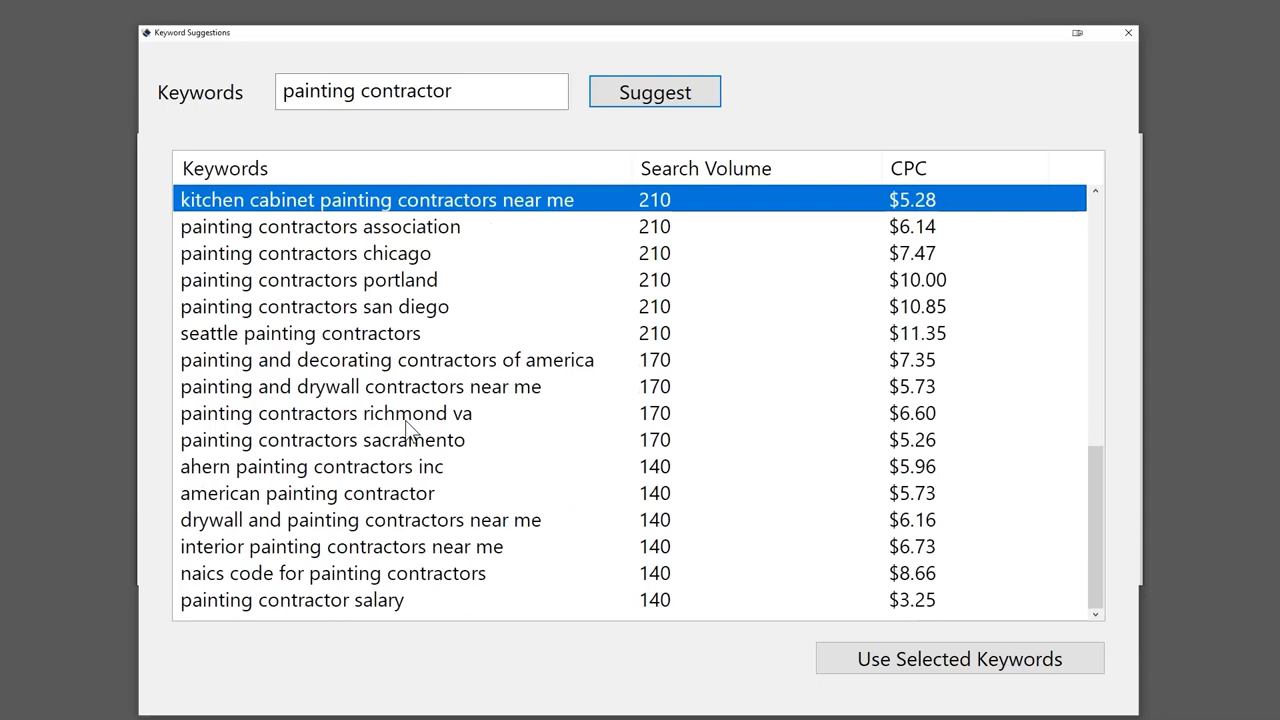 Keyword Suggestions
Keywords painting contractor Suggest
Keywords Search Volume CPC
kitchen cabinet painting contractors near me 210 $5.28
painting contractors association 210 $6.14
painting contractors chicago 210 $7.47
painting contractors portland 210 $10.00
painting contractors san diego 210 $10.85
seattle painting contractors 210 $11.35
painting and decorating contractors of america 170 $7.35
painting and drywall contractors near me 170 $5.73
painting contractors richmond va 170 $6.60
painting contractors sacramento 170 $5.26
ahern painting contractors inc 140 $5.96
american painting contractor 140 $5.73
drywall and painting contractors near me 140 $6.16
interior painting contractors near me 140 $6.73
naics code for painting contractors 140 $8.66
painting contractor salary 140 $3.25
Use Selected Keywords